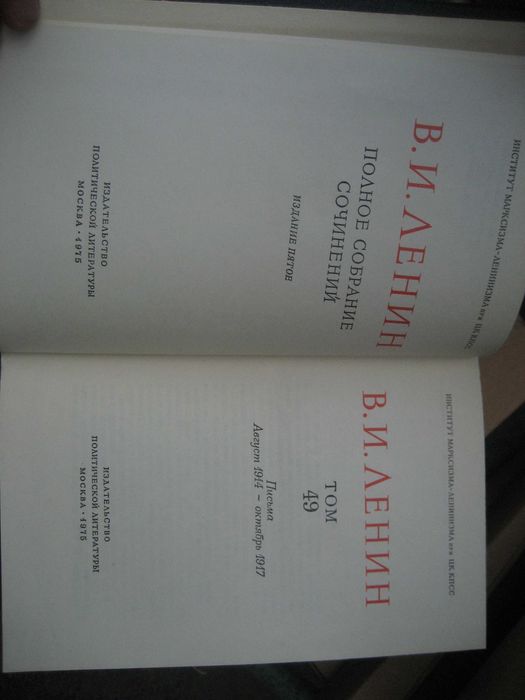 ИНСТИТУТ МАРКСИЗМА-ЛЕНИНИЗМА при ЦК КПСС
В. И. ЛЕНИН
ПОЛНОЕ СОБРАНИЕ
СОЧИНЕНИЙ
ИЗДАНИЕ ПЯТОЕ
ИЗДАТЕЛЬСТВО
ПОЛИТИЧЕСКОЙ ЛИТЕРАТУРЫ
МОСКВА · 1975
ИНСТИТУТ МАРКСИЗМА-ЛЕНИНИЗМА при ЦК КПСС
В. И. ЛЕНИН
ТОМ
49
Письма
Август 1914 – октябрь 1917
ИЗДАТЕЛЬСТВО
ПОЛИТИЧЕСКОЙ ЛИТЕРАТУРЫ
МОСКВА · 1975